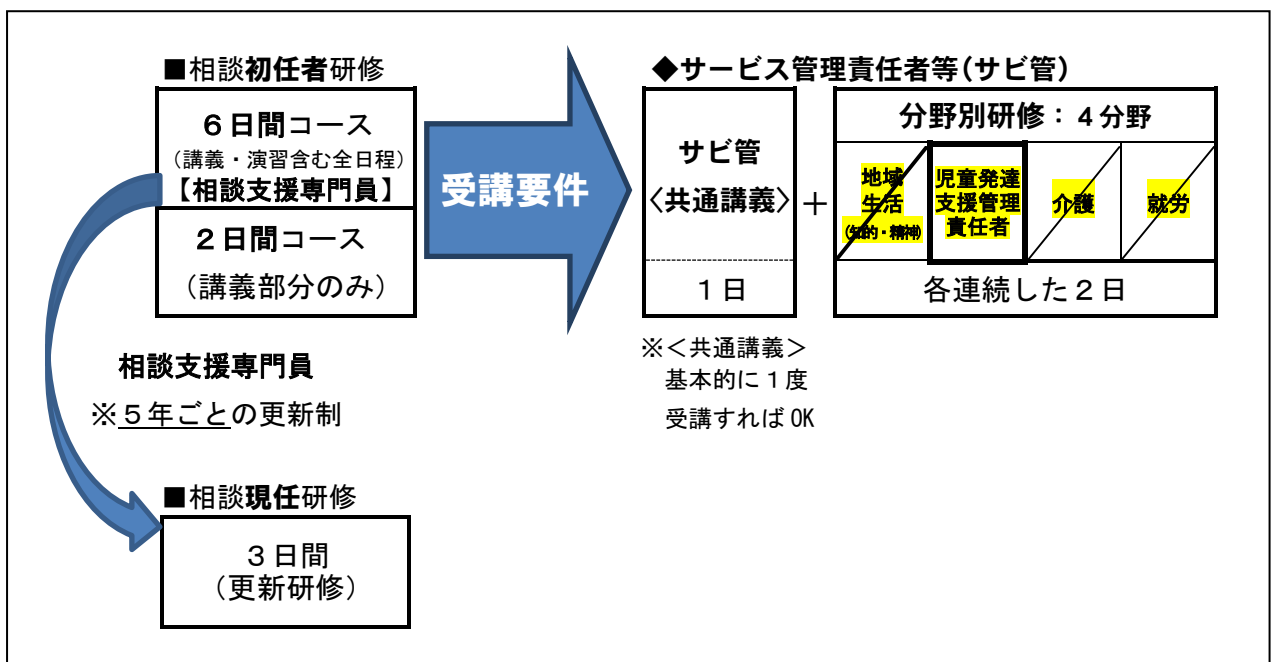 ■相談初任者研修
６日間コース
（講義・演習含む全日程）
【相談支援専門員】
２日間コース
（講義部分のみ）
受講要件
◆サービス管理責任者等（サビ管）
サビ管
〈共通講義〉
１日
＋
分野別研修：４分野
地域
生活
（知的・精神）
児童発達
支援管理
責任者
介護
就労
各連続した２日
※＜共通講義＞
基本的に１度
受講すれば OK
相談支援専門員
※５年ごとの更新制
■相談現任研修
３日間
（更新研修）